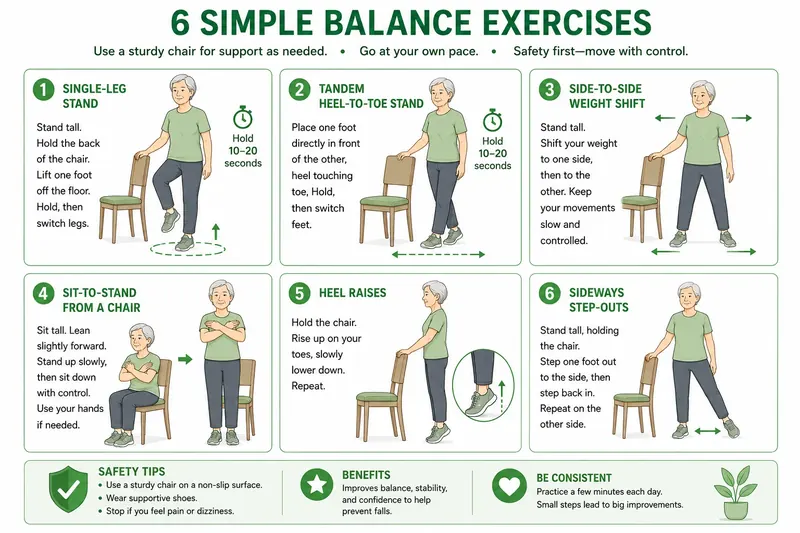 6 SIMPLE BALANCE EXERCISES
Use a sturdy chair for support as needed. • Go at your own pace. • Safety first—move with control.
1 SINGLE-LEG
STAND
Stand tall.
Hold the back
of the chair.
Lift one foot
off the floor.
Hold, then
switch legs.
Hold
10–20
seconds
2 TANDEM
HEEL-TO-TOE STAND
Place one foot
directly in front
of the other,
heel touching
toe, Hold,
then switch
feet.
Hold
10–20
seconds
3 SIDE-TO-SIDE
WEIGHT SHIFT
Stand tall.
Shift your weight
to one side,
then to the
other. Keep
your movements
slow and
controlled.
4 SIT-TO-STAND
FROM A CHAIR
Sit tall. Lean
slightly forward.
Stand up slowly,
then sit down
with control.
Use your hands
if needed.
5 HEEL RAISES
Hold the chair.
Rise up on your
toes, slowly
lower down.
Repeat.
6 SIDEWAYS
STEP-OUTS
Stand tall, holding
the chair.
Step one foot out
to the side, then
step back in.
Repeat on the
other side.
SAFETY TIPS
• Use a sturdy chair on a non-slip surface.
• Wear supportive shoes.
• Stop if you feel pain or dizziness.
BENEFITS
Improves balance, stability,
and confidence to help
prevent falls.
BE CONSISTENT
Practice a few minutes each day.
Small steps lead to big improvements.